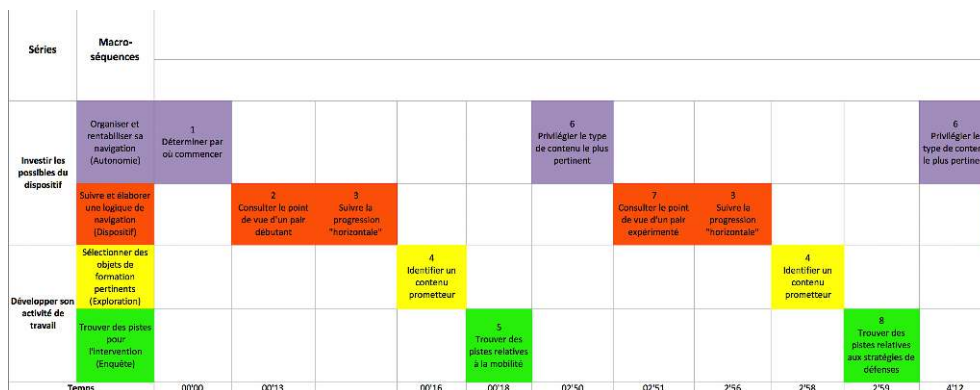 Séries
Macro-
séquences
Investir les
possibles du
dispositif
Organiser et
rentabiliser sa
navigation
(Autonomie)
1
Déterminer par
où commencer
6
Privilégier le type
de contenu le plus
pertinent
6
Privilégier le
type de conten
le plus pertine
Suivre et élaborer
une logique de
navigation
(Dispositif)
2
Consulter le point
de vue d'un pair
débutant
3
Suivre la
progression
"horizontale"
7
Consulter le point
de vue d'un pair
expérimenté
3
Suivre la
progression
"horizontale"
Développer son
activité de
travail
Sélectionner des
objets de
formation
pertinents
(Exploration)
4
Identifier un
contenu
prometteur
4
Identifier un
contenu
prometteur
Trouver des pistes
pour
l'intervention
(Enquête)
5
Trouver des
pistes relatives
à la mobilité
8
Trouver des
pistes relatives
aux stratégies de
défenses
Temps 00'00 00'13 00'16 00'18 02'50 02'51 2'56 2'58 2'59 4'12